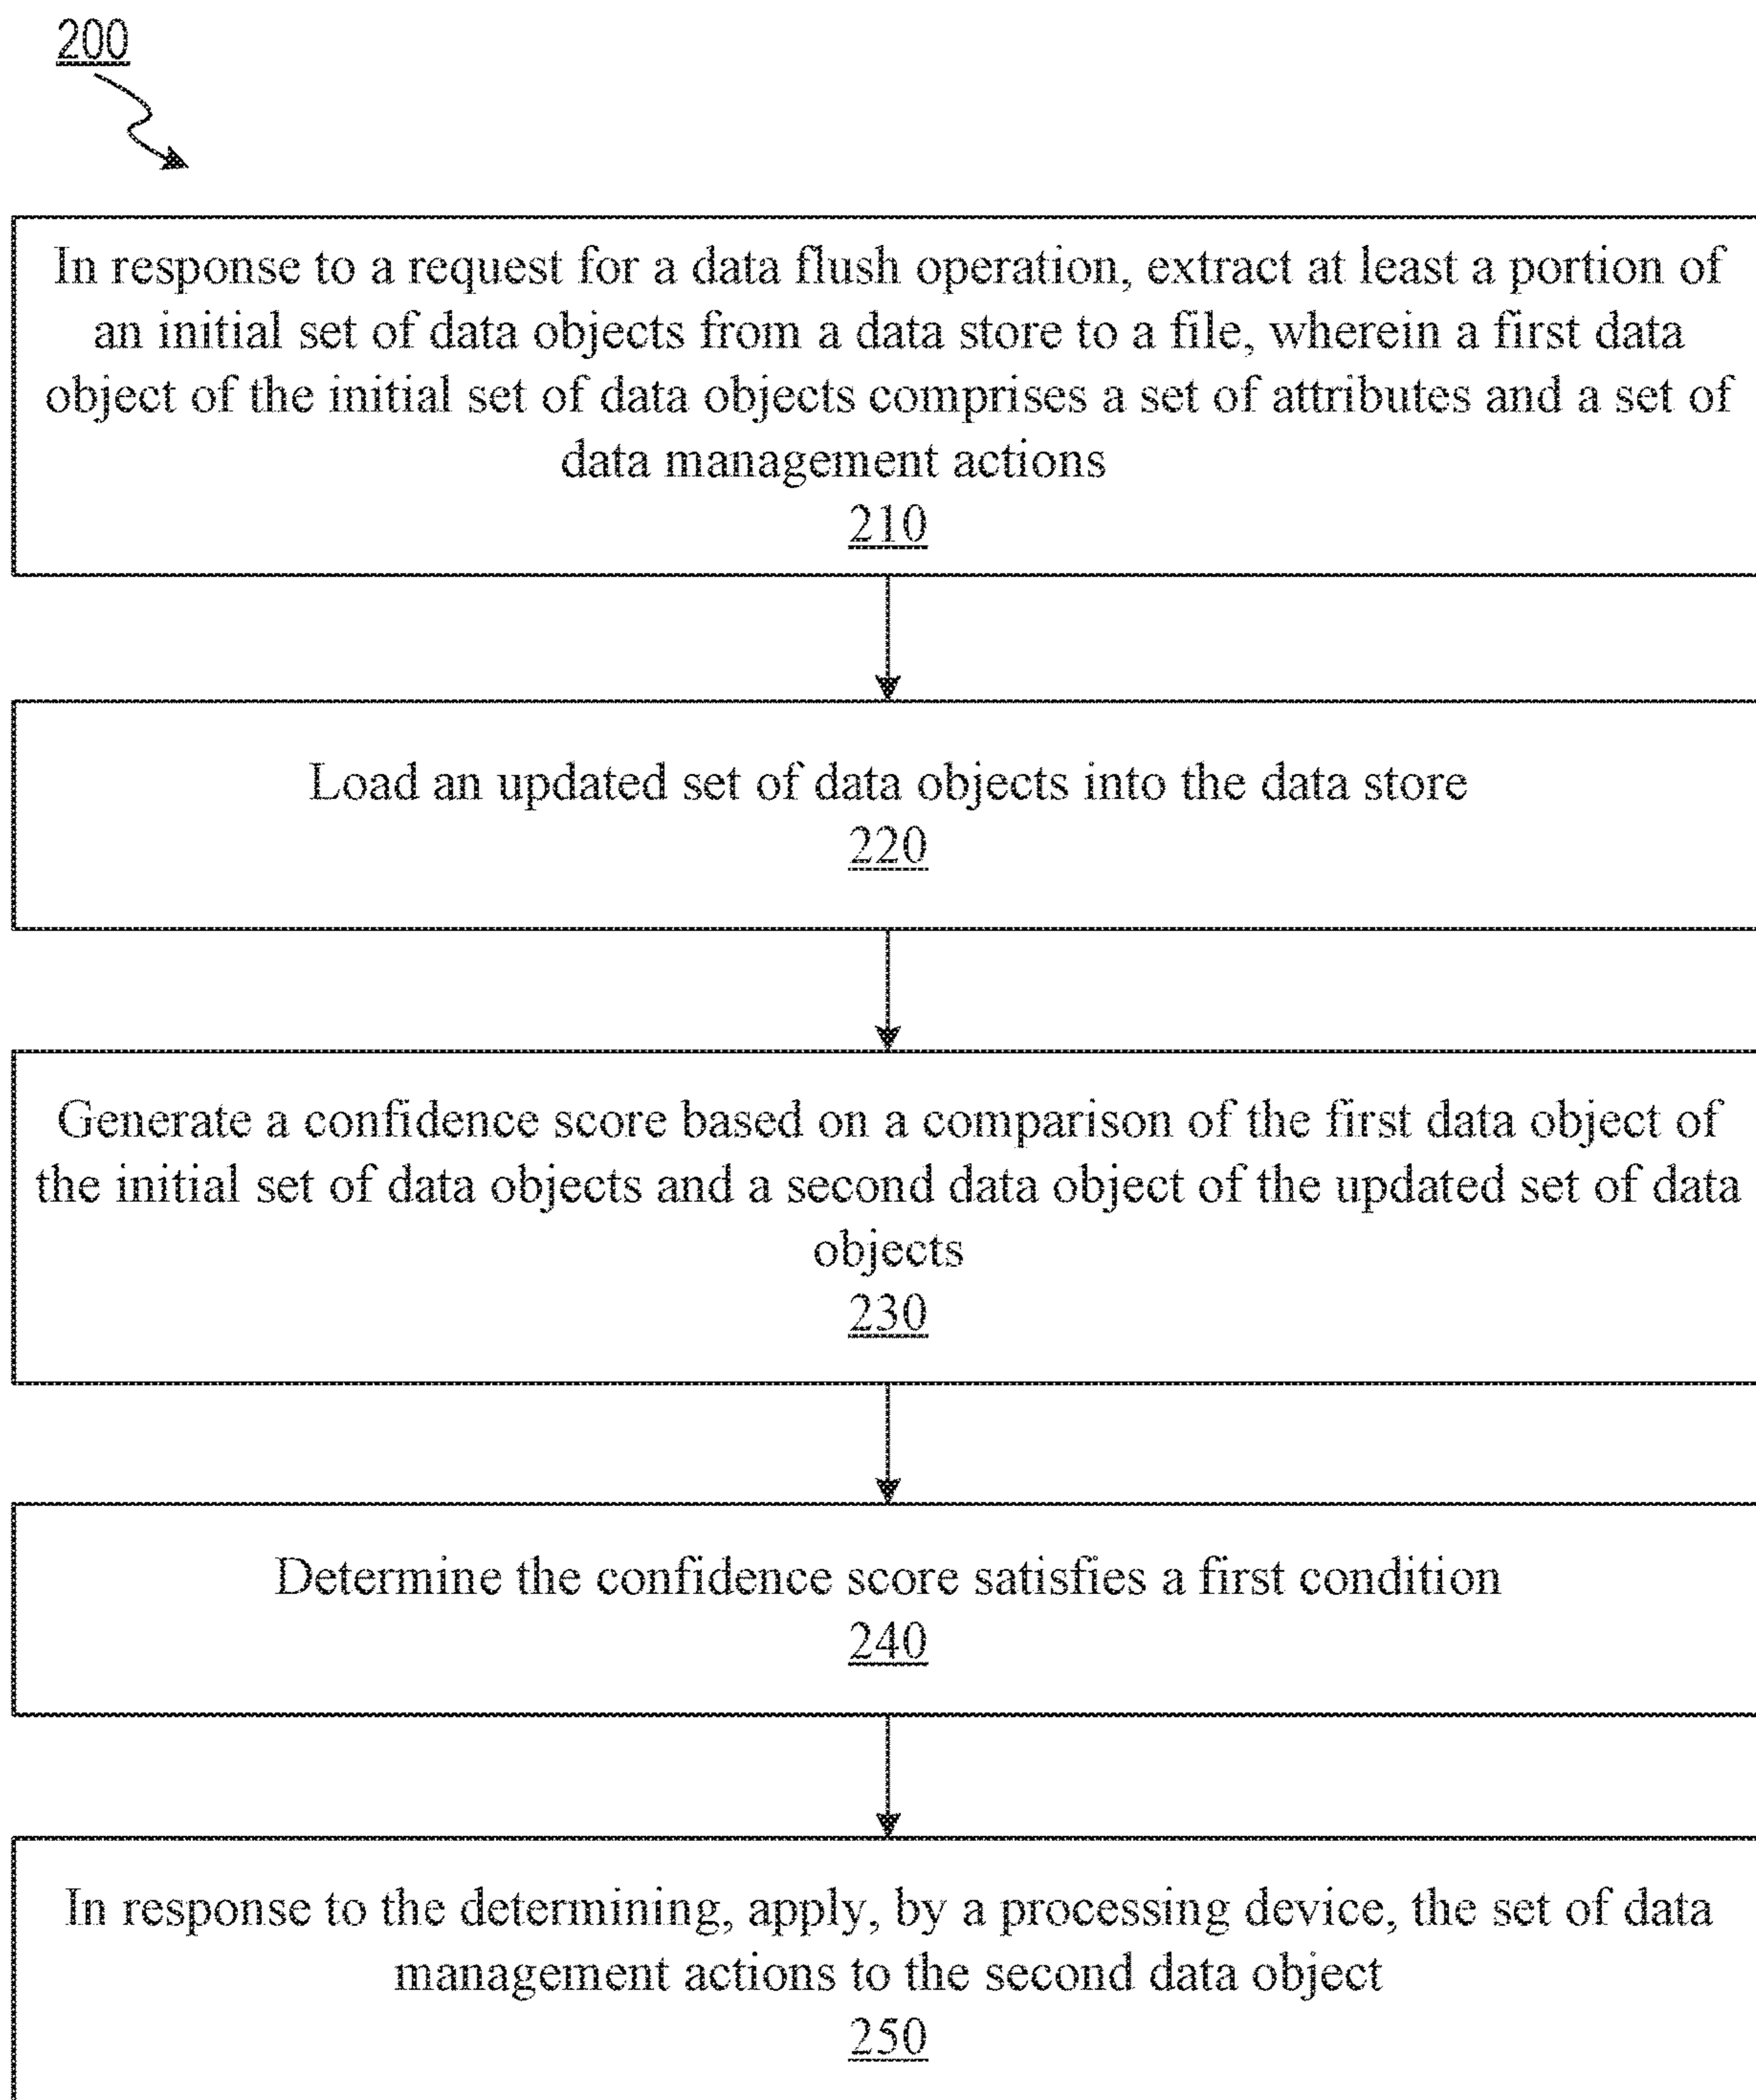 200
In response to a request for a data flush operation, extract at least a portion of
an initial set of data objects from a data store to a file, wherein a first data
object of the initial set of data objects comprises a set of attributes and a set of
data management actions
210
Load an updated set of data objects into the data store
220
Generate a confidence score based on a comparison of the first data object of
the initial set of data objects and a second data object of the updated set of data
objects
230
Determine the confidence score satisfies a first condition
240
In response to the determining, apply, by a processing device, the set of data
management actions to the second data object
250